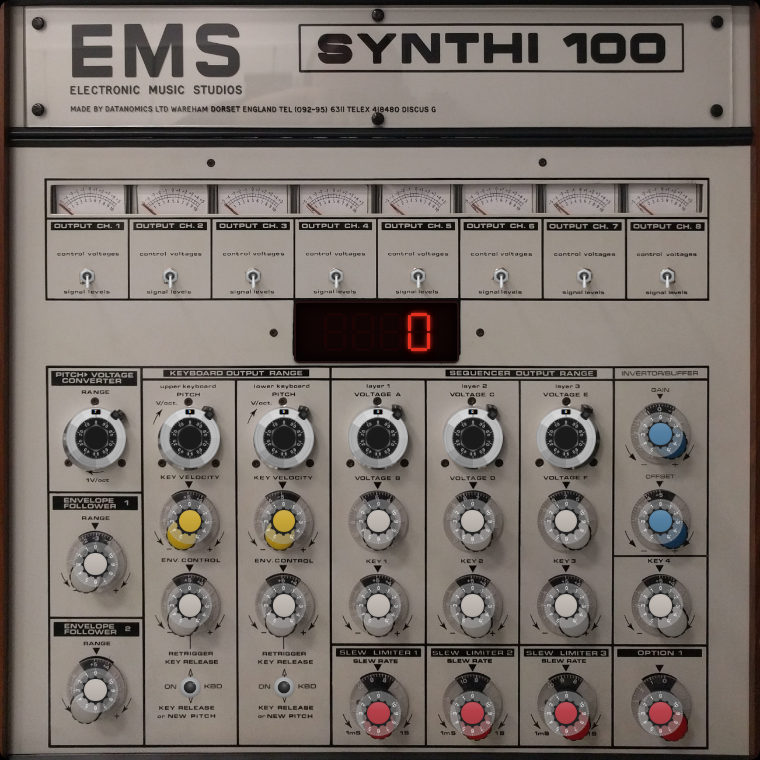 EMS
SYNTHI 100
ELECTRONIC MUSIC STUDIOS
MADE BY DATANOMICS LTD WAREHAM DORSET ENGLAND TEL (092-95) 6311 TELEX 418480 DISCUS G
OUTPUT CH. 1 OUTPUT CH. 2 OUTPUT CH. 3 OUTPUT CH. 4 OUTPUT CH. 5 OUTPUT CH. 6 OUTPUT CH. 7 OUTPUT CH. 8
control voltages control voltages control voltages control voltages control voltages control voltages control voltages control voltages
signal levels signal levels signal levels signal levels signal levels signal levels signal levels signal levels
0
PITCH VOLTAGE CONVERTER
RANGE
1V/oct
ENVELOPE FOLLOWER 1
RANGE
ENVELOPE FOLLOWER 2
RANGE
KEYBOARD OUTPUT RANGE
upper keyboard lower keyboard
V/oct. PITCH V/oct. PITCH
KEY VELOCITY KEY VELOCITY
ENV. CONTROL ENV. CONTROL
RETRIGGER RETRIGGER
KEY RELEASE KEY RELEASE
ON KBD ON KBD
KEY RELEASE KEY RELEASE
or NEW PITCH or NEW PITCH
SEQUENCER OUTPUT RANGE
layer 1 layer 2 layer 3
VOLTAGE A VOLTAGE C VOLTAGE E
VOLTAGE B VOLTAGE D VOLTAGE F
KEY 1 KEY 2 KEY 3
SLEW LIMITER 1 SLEW LIMITER 2 SLEW LIMITER 3
SLEW RATE SLEW RATE SLEW RATE
1mS 1S 1mS 1S 1mS 1S
INVERTOR/BUFFER
GAIN
OFFSET
KEY 4
OPTION 1